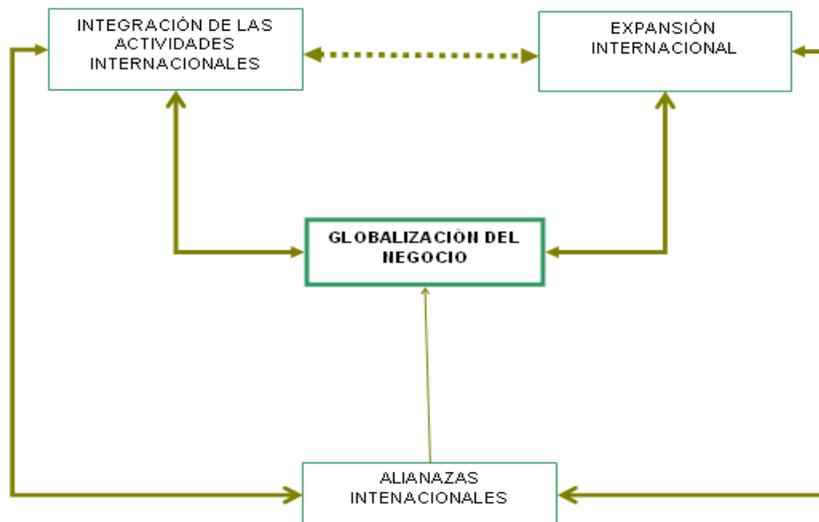 INTEGRACIÓN DE LAS
ACTIVIDADES
INTERNACIONALES
EXPANSIÓN
INTERNACIONAL
GLOBALIZACIÓN DEL
NEGOCIO
ALIANAZAS
INTENACIONALES